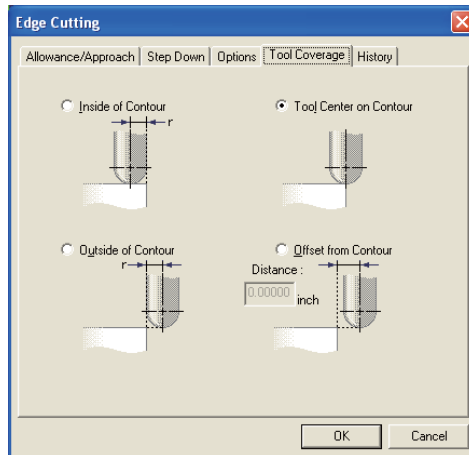 Edge Cutting
Allowance/Approach Step Down Options Tool Coverage History
Inside of Contour
r
Tool Center on Contour
Outside of Contour
r
Offset from Contour
Distance :
0.00000 inch
OK Cancel